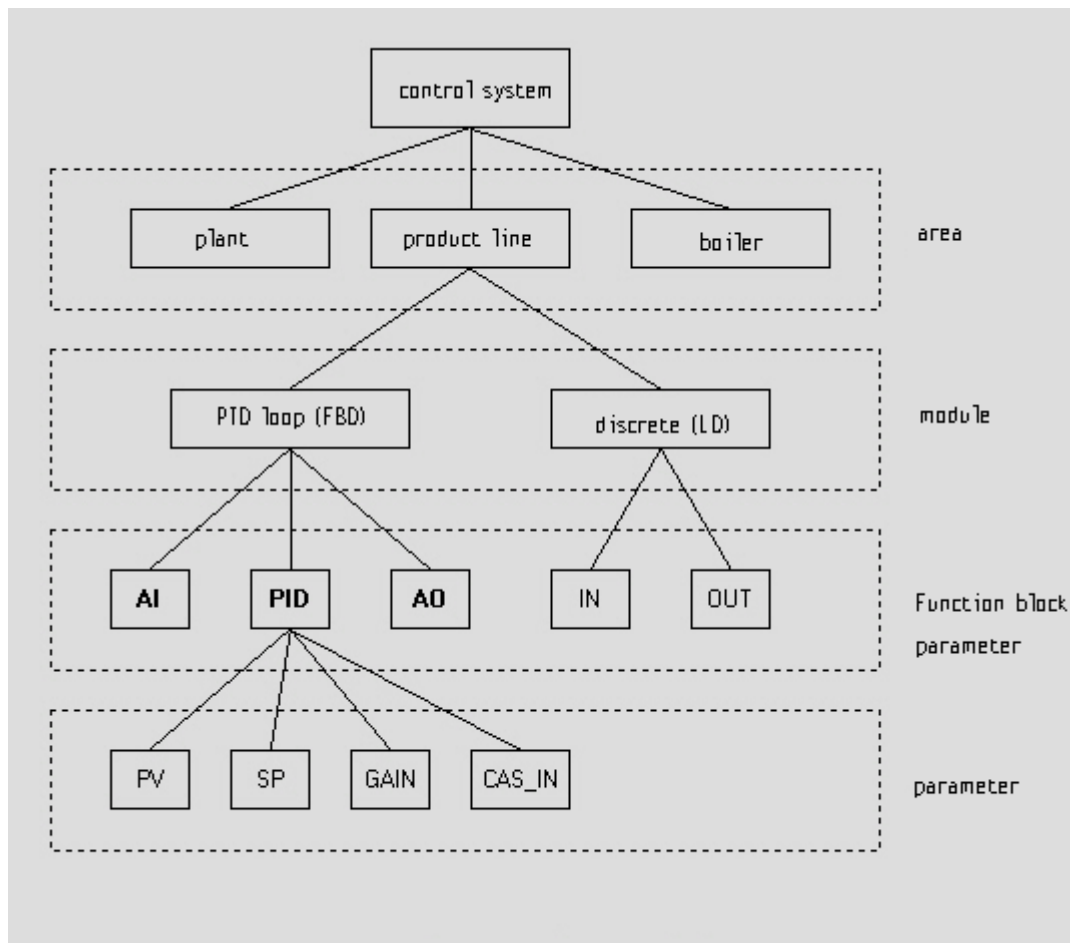 control system
plant
product line
boiler
area
PID loop (FBD)
discrete (LD)
module
AI
PID
AO
IN
OUT
Function block
parameter
PV
SP
GAIN
CAS_IN
parameter